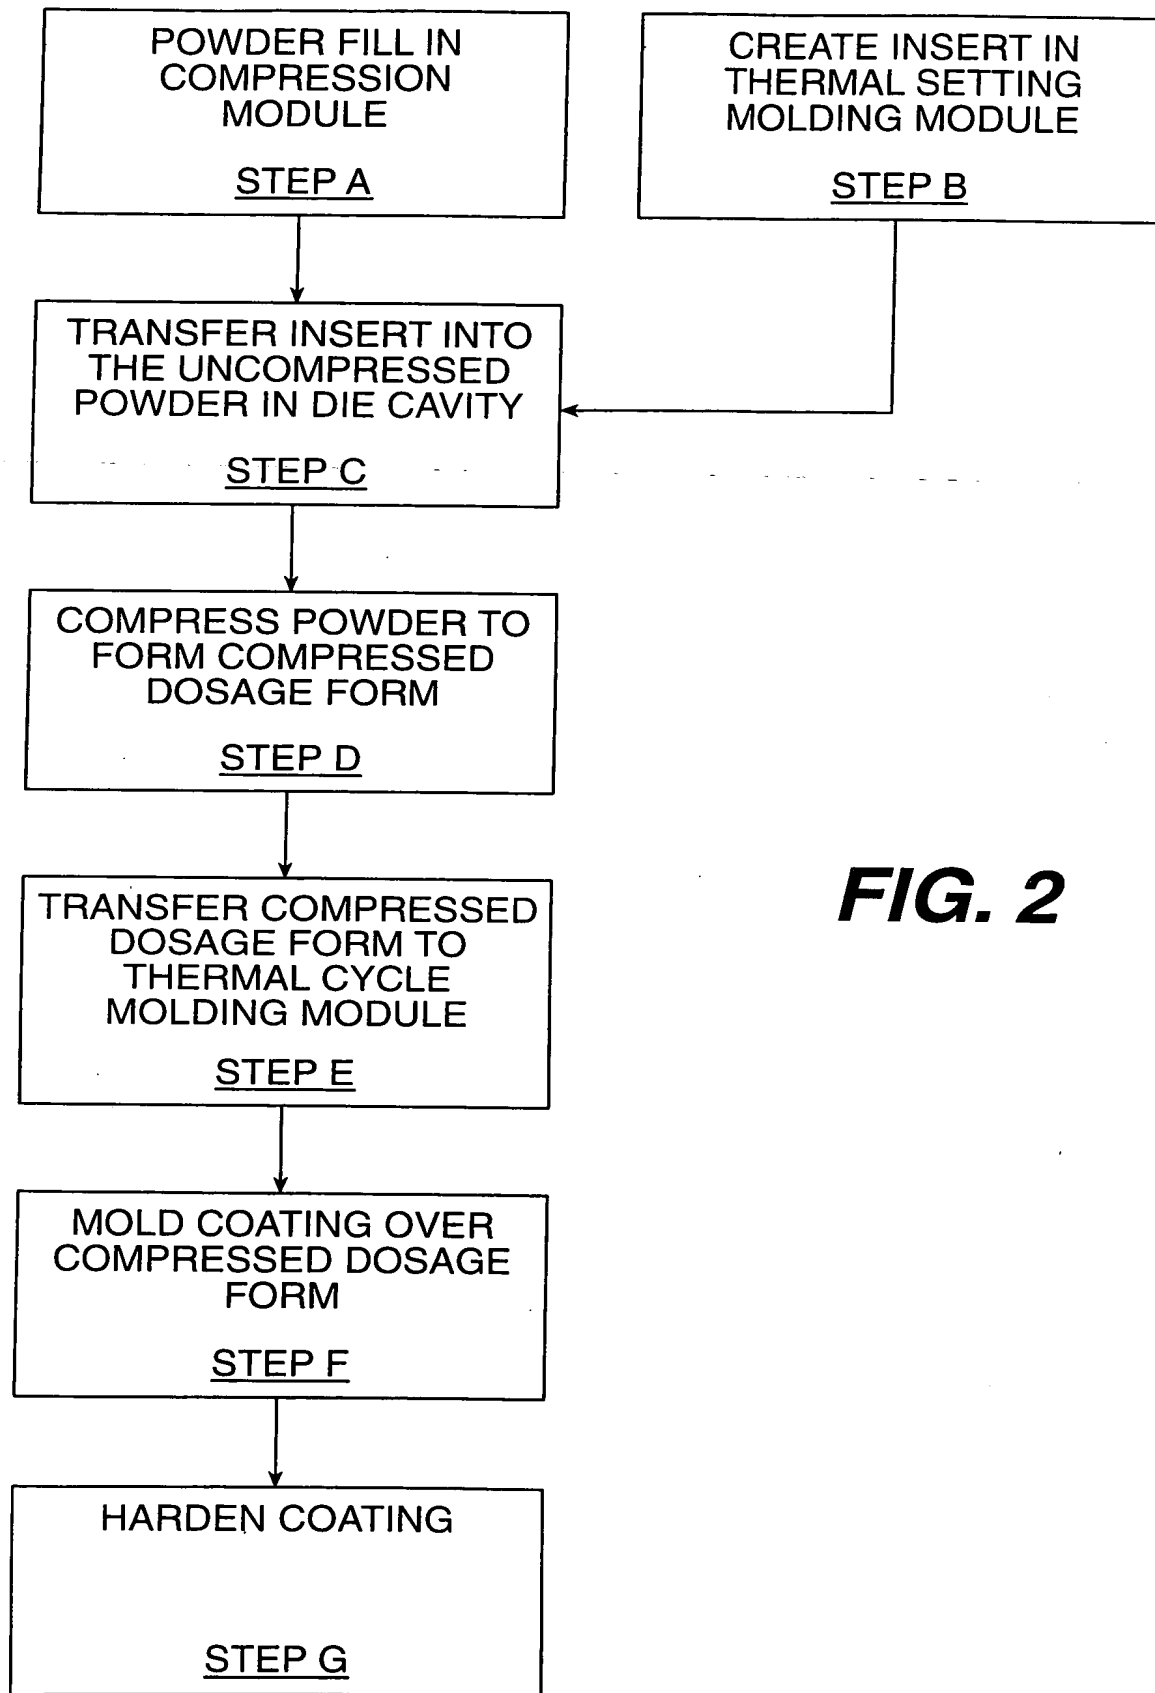 POWDER FILL IN
COMPRESSION
MODULE
STEP A
CREATE INSERT IN
THERMAL SETTING
MOLDING MODULE
STEP B
TRANSFER INSERT INTO
THE UNCOMPRESSED
POWDER IN DIE CAVITY
STEP C
COMPRESS POWDER TO
FORM COMPRESSED
DOSAGE FORM
STEP D
TRANSFER COMPRESSED
DOSAGE FORM TO
THERMAL CYCLE
MOLDING MODULE
STEP E
FIG. 2
MOLD COATING OVER
COMPRESSED DOSAGE
FORM
STEP F
HARDEN COATING
STEP G